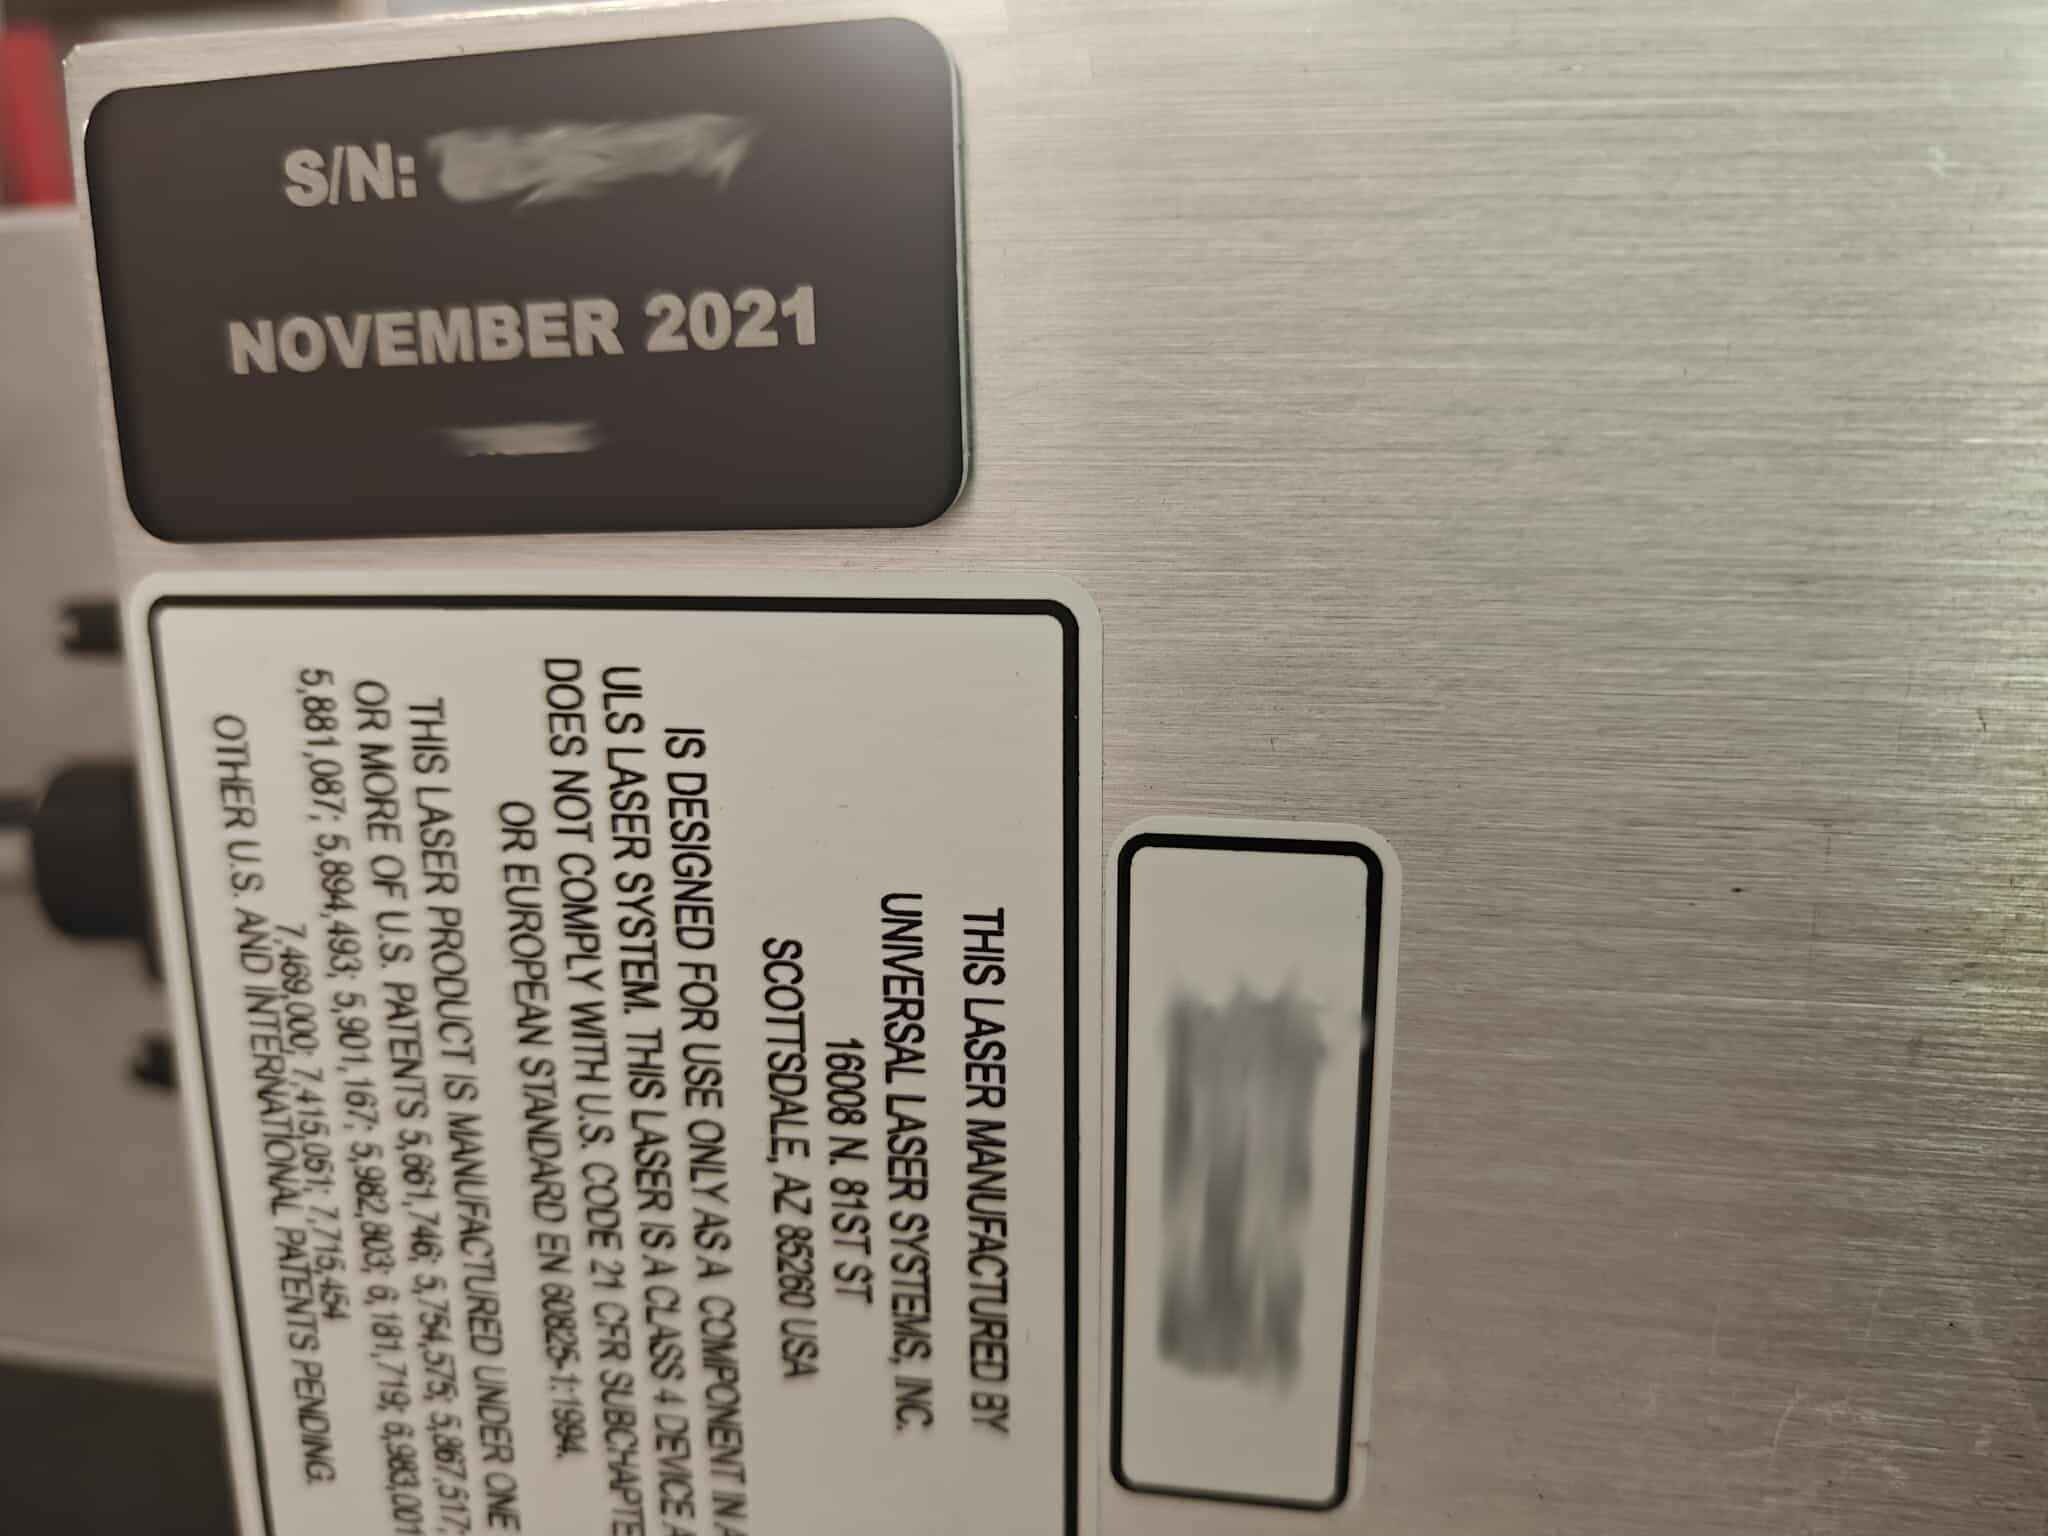 S/N:
NOVEMBER 2021
THIS LASER MANUFACTURED BY
UNIVERSAL LASER SYSTEMS, INC.
16008 N. 81ST ST
SCOTTSDALE, AZ 85260 USA
IS DESIGNED FOR USE ONLY AS A COMPONENT IN A
ULS LASER SYSTEM. THIS LASER IS A CLASS 4 DEVICE
DOES NOT COMPLY WITH U.S. CODE 21 CFR
OR EUROPEAN STANDARD EN 60825-1:1994.
THIS LASER PRODUCT IS MANUFACTURED UNDER ONE
OR MORE OF U.S. PATENTS 5,661,746; 5,754,575; 5,867,517;
5,881,087; 5,894,493; 5,901,167; 5,982,803; 6,181,719; 6,983,001
7,469,000; 7,415,051; 7,715,454
OTHER U.S. AND INTERNATIONAL PATENTS PENDING.